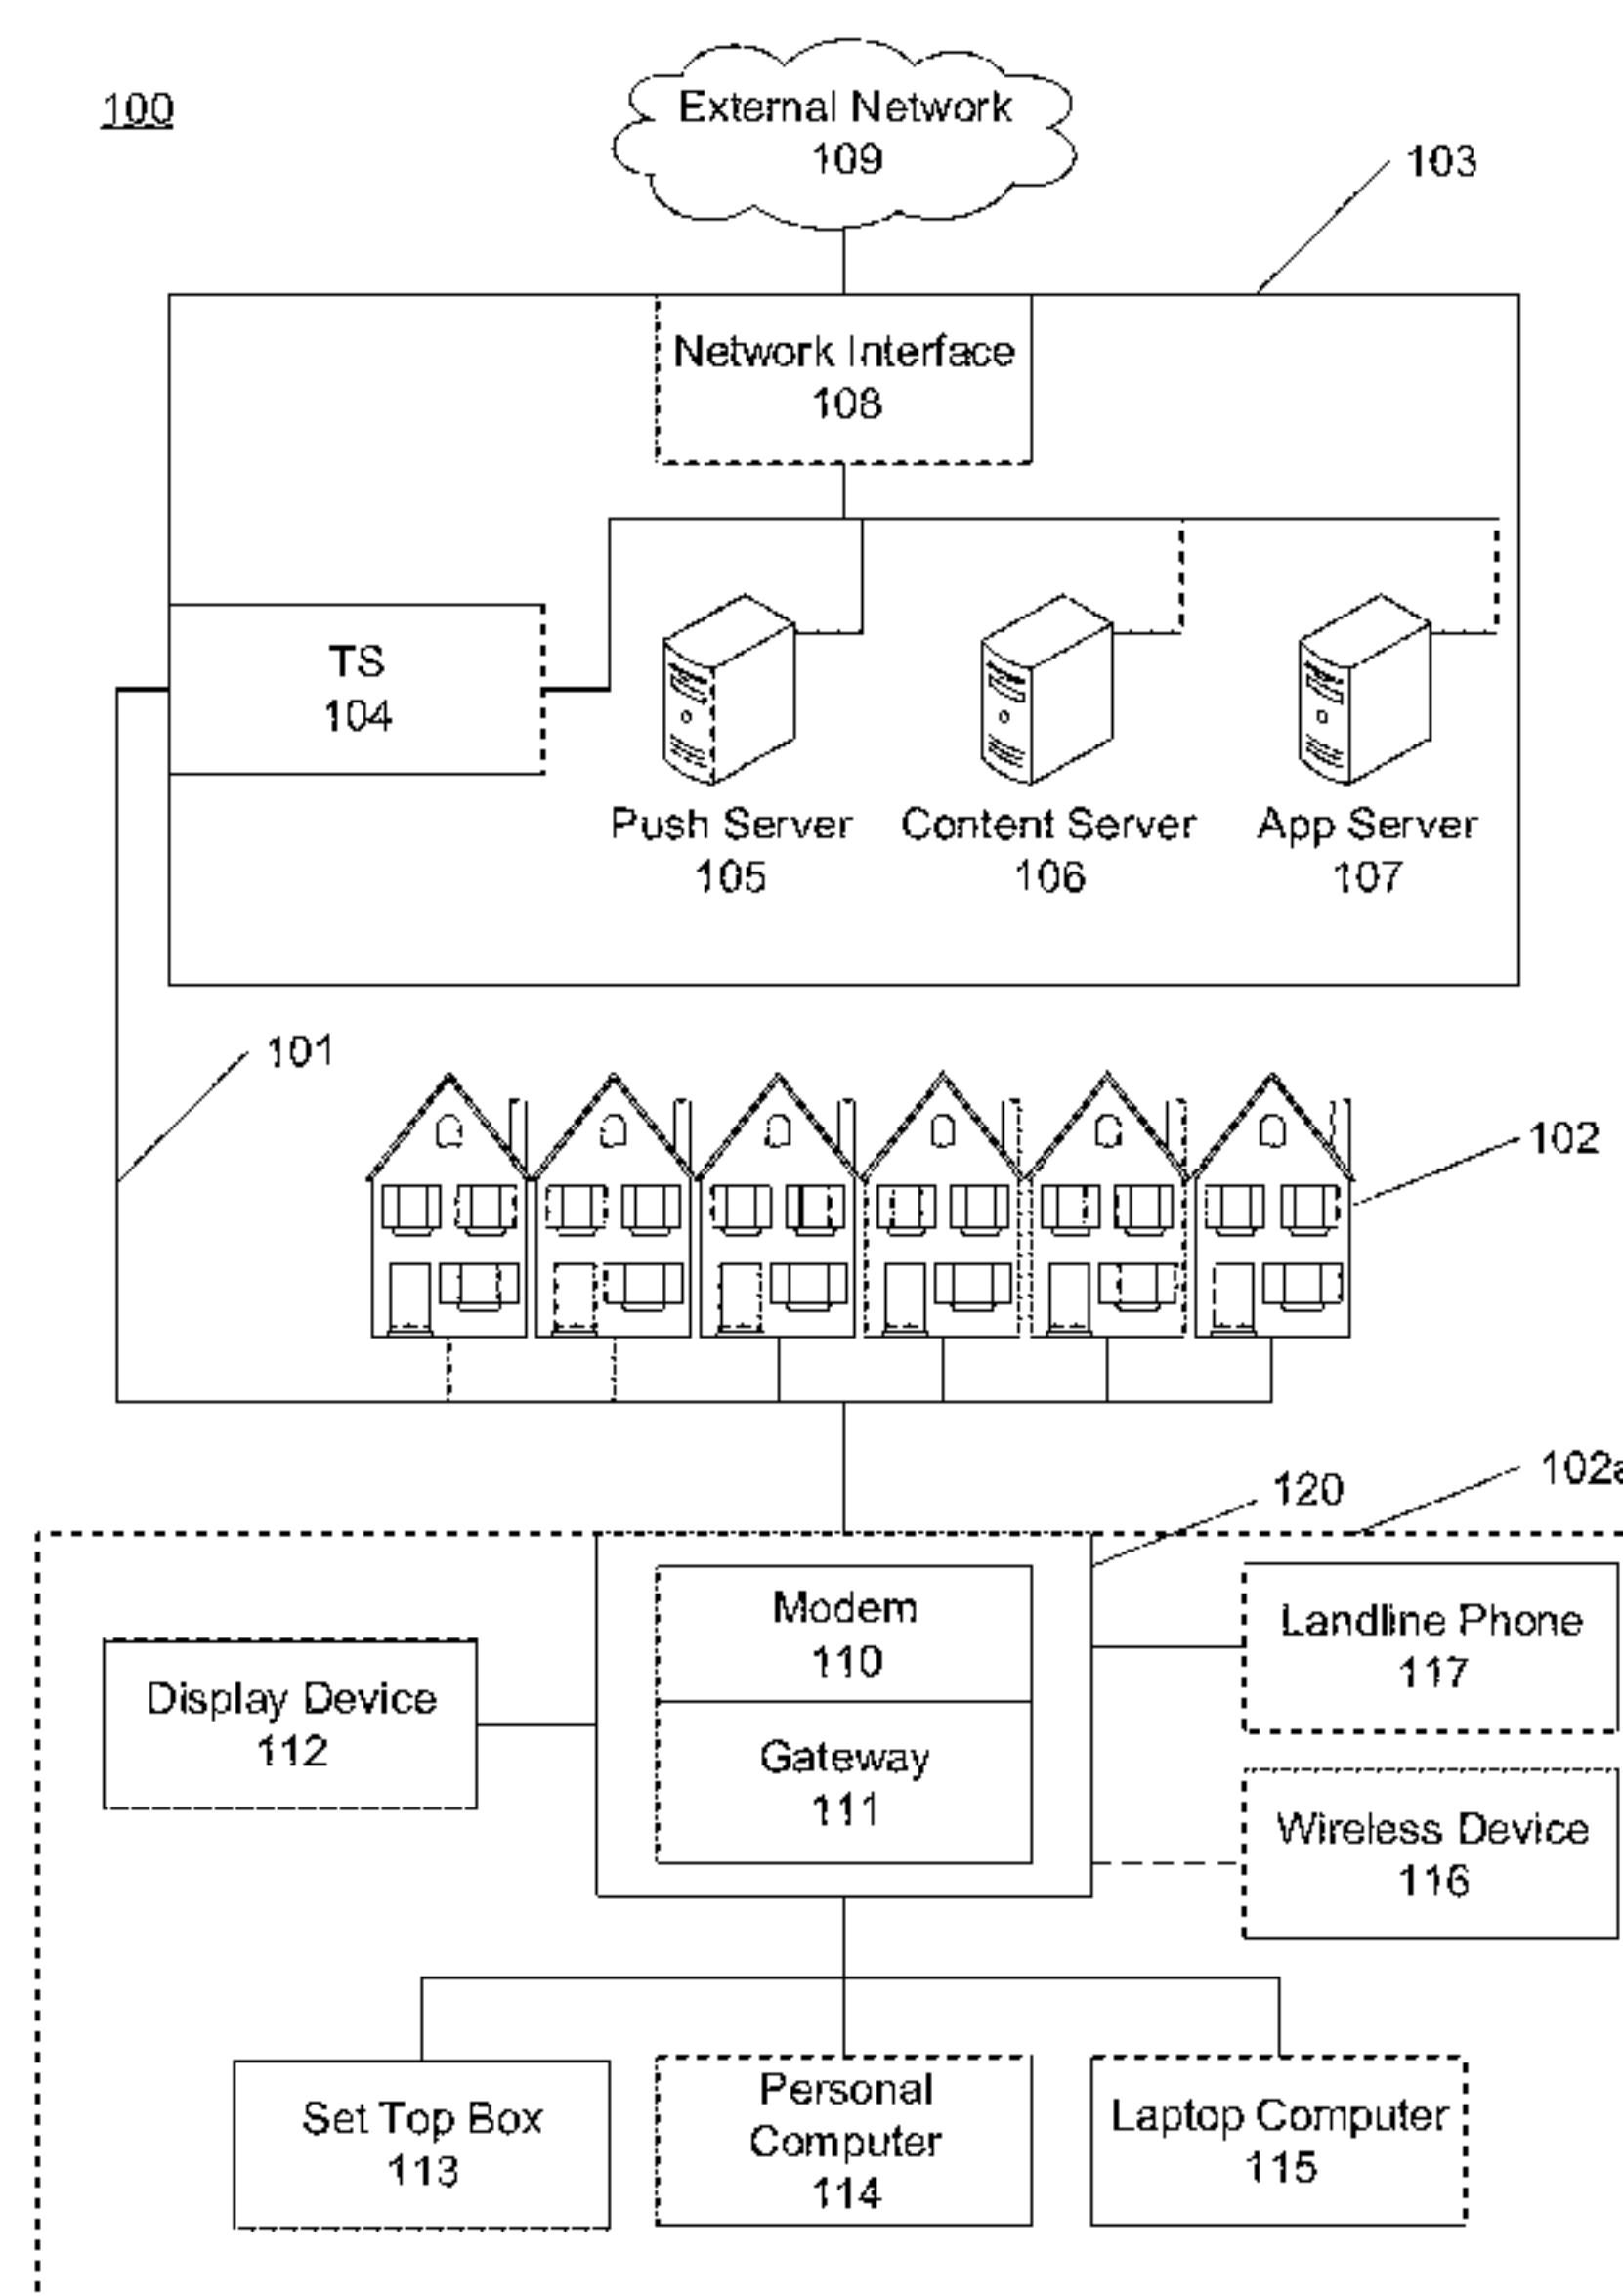 100
External Network
109
103
Network Interface
108
TS
104
Push Server
105
Content Server
106
App Server
107
101
102
102a
120
Modem
110
Gateway
111
Display Device
112
Landline Phone
117
Wireless Device
116
Set Top Box
113
Personal
Computer
114
Laptop Computer
115